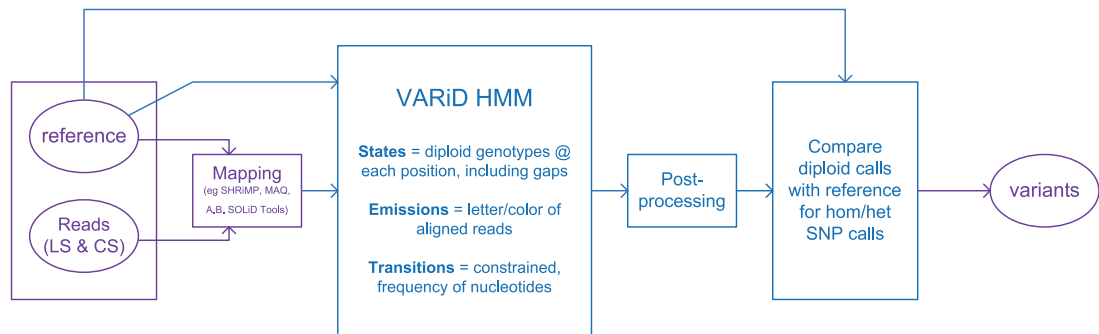 reference
Reads
(LS & CS)
Mapping
(eg SHRiMP, MAQ,
A.B. SOLiD Tools)
VARiD HMM
States = diploid genotypes @
each position, including gaps
Emissions = letter/color of
aligned reads
Transitions = constrained,
frequency of nucleotides
Post-
processing
Compare
diploid calls
with reference
for hom/het
SNP calls
variants